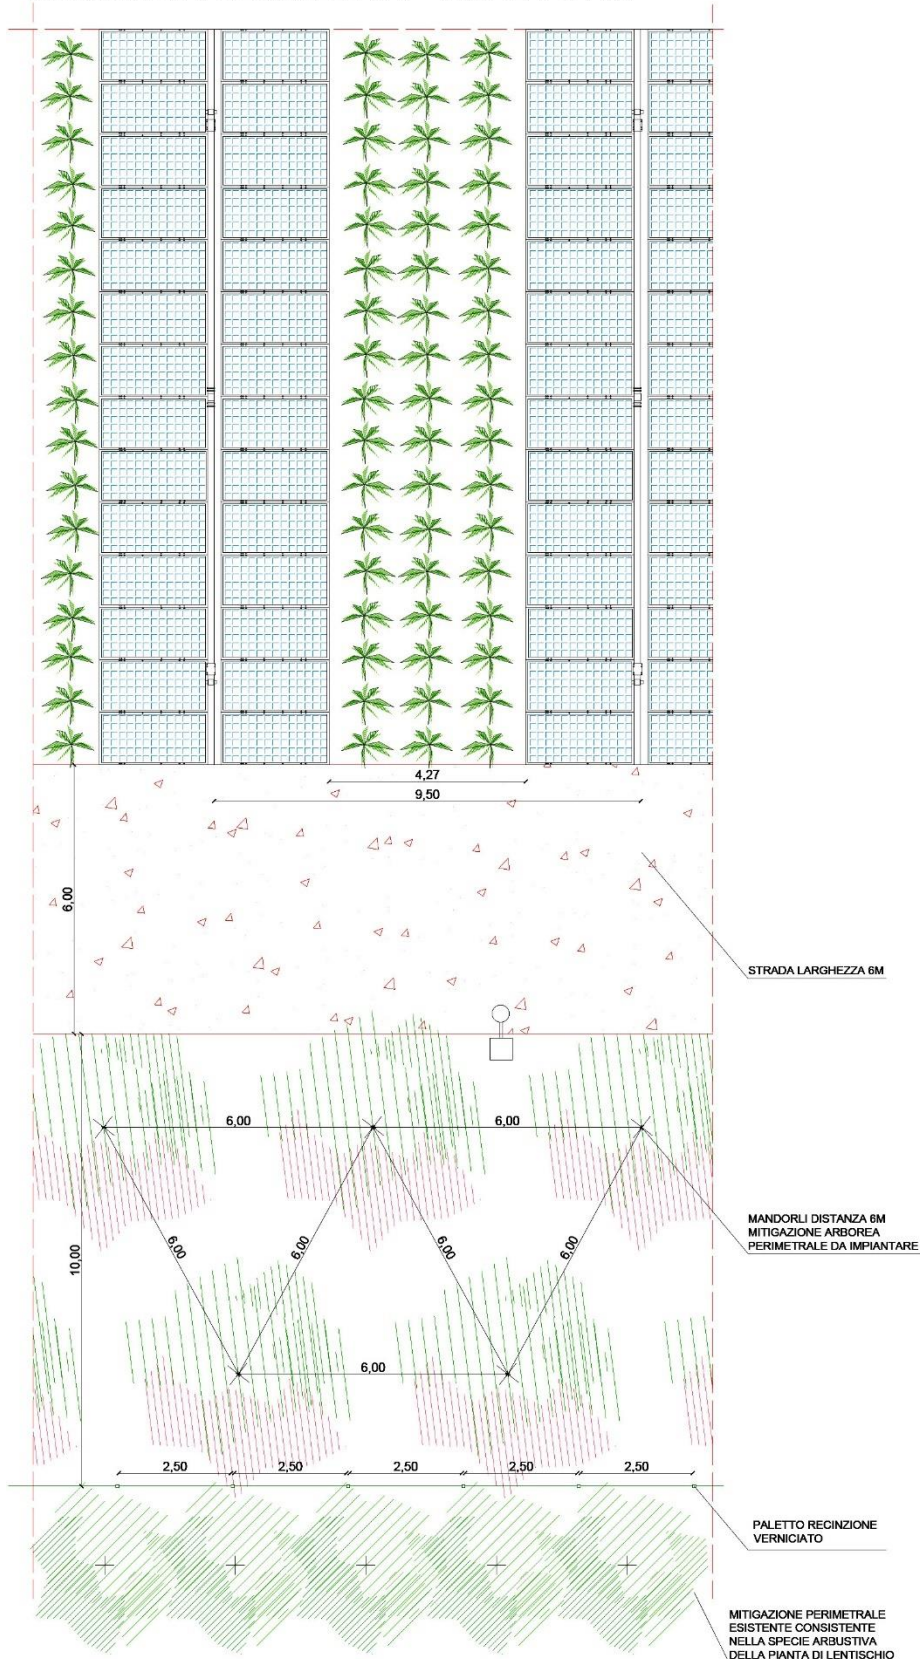 4,27
9,50
6,00
STRADA LARGHEZZA 6M
6,00
6,00
MANDORLI DISTANZA 6M
MITIGAZIONE ARBOREA
PERIMETRALE DA IMPIANTARE
10,00
6,00
6,00
6,00
6,00
6,00
2,50
2,50
2,50
2,50
2,50
PALETTO RECINZIONE
VERNICIATO
MITIGAZIONE PERIMETRALE
ESISTENTE CONSISTENTE
NELLA SPECIE ARBUSTIVA
DELLA PIANTA DI LENTISCHIO